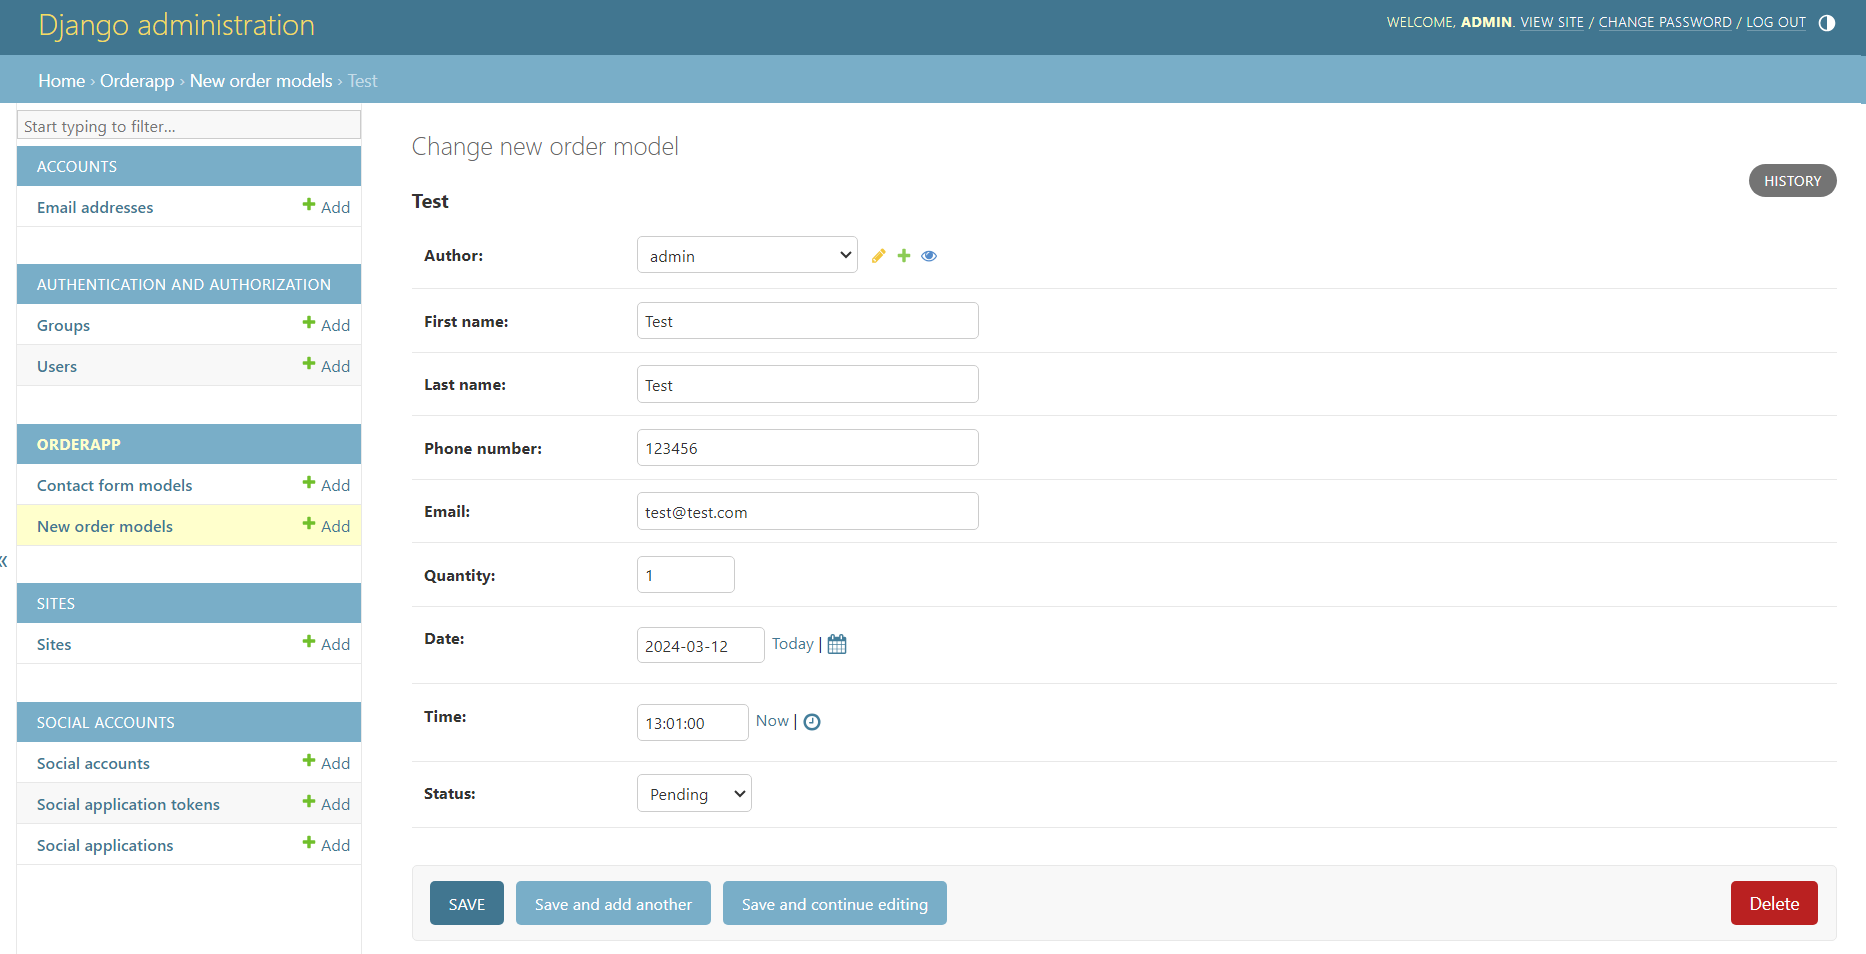 Django administration
WELCOME, ADMIN. VIEW SITE / CHANGE PASSWORD / LOG OUT
Home › Orderapp › New order models › Test
Start typing to filter...
ACCOUNTS
Email addresses Add
AUTHENTICATION AND AUTHORIZATION
Groups Add
Users Add
ORDERAPP
Contact form models Add
New order models Add
«
SITES
Sites Add
SOCIAL ACCOUNTS
Social accounts Add
Social application tokens Add
Social applications Add
Change new order model
HISTORY
Test
Author: admin
First name: Test
Last name: Test
Phone number: 123456
Email: test@test.com
Quantity: 1
Date: 2024-03-12 Today |
Time: 13:01:00 Now |
Status: Pending
SAVE Save and add another Save and continue editing Delete